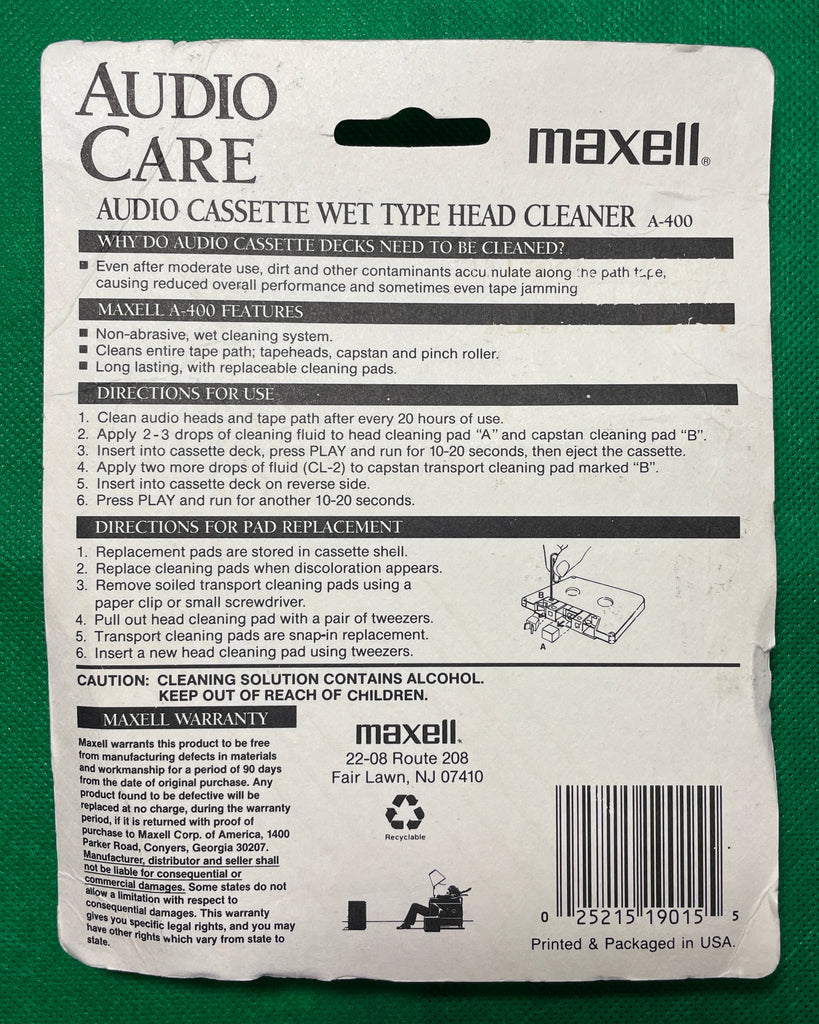 AUDIO
CARE
maxell®
AUDIO CASSETTE WET TYPE HEAD CLEANER A-400
WHY DO AUDIO CASSETTE DECKS NEED TO BE CLEANED?
■ Even after moderate use, dirt and other contaminants accumulate along the path tape,
causing reduced overall performance and sometimes even tape jamming
MAXELL A-400 FEATURES
■ Non-abrasive, wet cleaning system.
■ Cleans entire tape path; tapeheads, capstan and pinch roller.
■ Long lasting, with replaceable cleaning pads.
DIRECTIONS FOR USE
1. Clean audio heads and tape path after every 20 hours of use.
2. Apply 2-3 drops of cleaning fluid to head cleaning pad “A” and capstan cleaning pad “B”.
3. Insert into cassette deck, press PLAY and run for 10-20 seconds, then eject the cassette.
4. Apply two more drops of fluid (CL-2) to capstan transport cleaning pad marked “B”.
5. Insert into cassette deck on reverse side.
6. Press PLAY and run for another 10-20 seconds.
DIRECTIONS FOR PAD REPLACEMENT
1. Replacement pads are stored in cassette shell.
2. Replace cleaning pads when discoloration appears.
3. Remove soiled transport cleaning pads using a
paper clip or small screwdriver.
4. Pull out head cleaning pad with a pair of tweezers.
5. Transport cleaning pads are snap-in replacement.
6. Insert a new head cleaning pad using tweezers.
B
A
CAUTION: CLEANING SOLUTION CONTAINS ALCOHOL.
KEEP OUT OF REACH OF CHILDREN.
MAXELL WARRANTY
Maxell warrants this product to be free
from manufacturing defects in materials
and workmanship for a period of 90 days
from the date of original purchase. Any
product found to be defective will be
replaced at no charge, during the warranty
period, if it is returned with proof of
purchase to Maxell Corp. of America, 1400
Parker Road, Conyers, Georgia 30207.
Manufacturer, distributor and seller shall
not be liable for consequential or
commercial damages. Some states do not
allow a limitation with respect to
consequential damages. This warranty
gives you specific legal rights, and you may
have other rights which vary from state to
state.
maxell.
22-08 Route 208
Fair Lawn, NJ 07410
Recyclable
0 25215 19015 5
Printed & Packaged in USA.